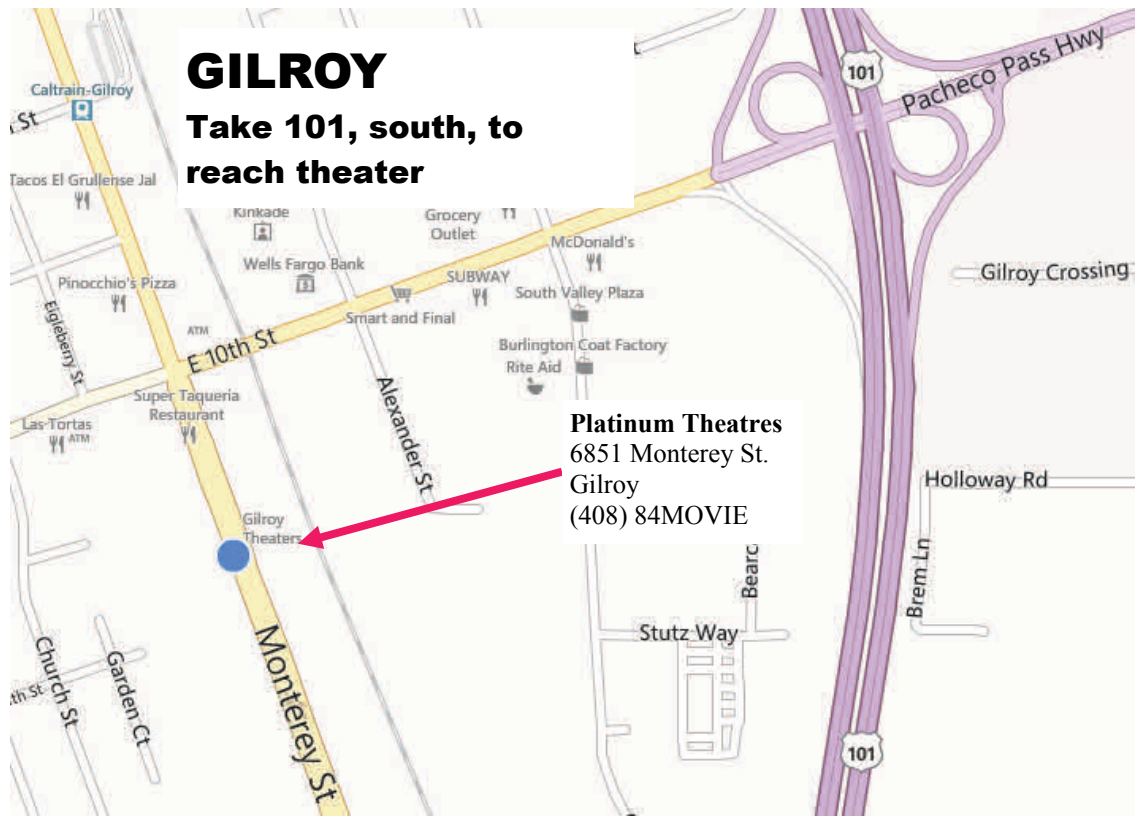 GILROY
Take 101, south, to
reach theater
101
Pacheco Pass Hwy
Caltrain-Gilroy
St
Tacos El Grullense Jal
Kinkade
Grocery
Outlet
McDonald's
Gilroy Crossing
Wells Fargo Bank
SUBWAY
Pinocchio's Pizza
South Valley Plaza
Smart and Final
Eigleberry St
ATM
E 10th St
Burlington Coat Factory
Rite Aid
Super Taqueria
Restaurant
Alexander St
Las Tortas
ATM
Platinum Theatres
6851 Monterey St.
Gilroy
(408) 84MOVIE
Holloway Rd
Gilroy
Theaters
Brem Ln
Bearc
Stutz Way
Monterey St
Church St
Garden Ct
th St
101